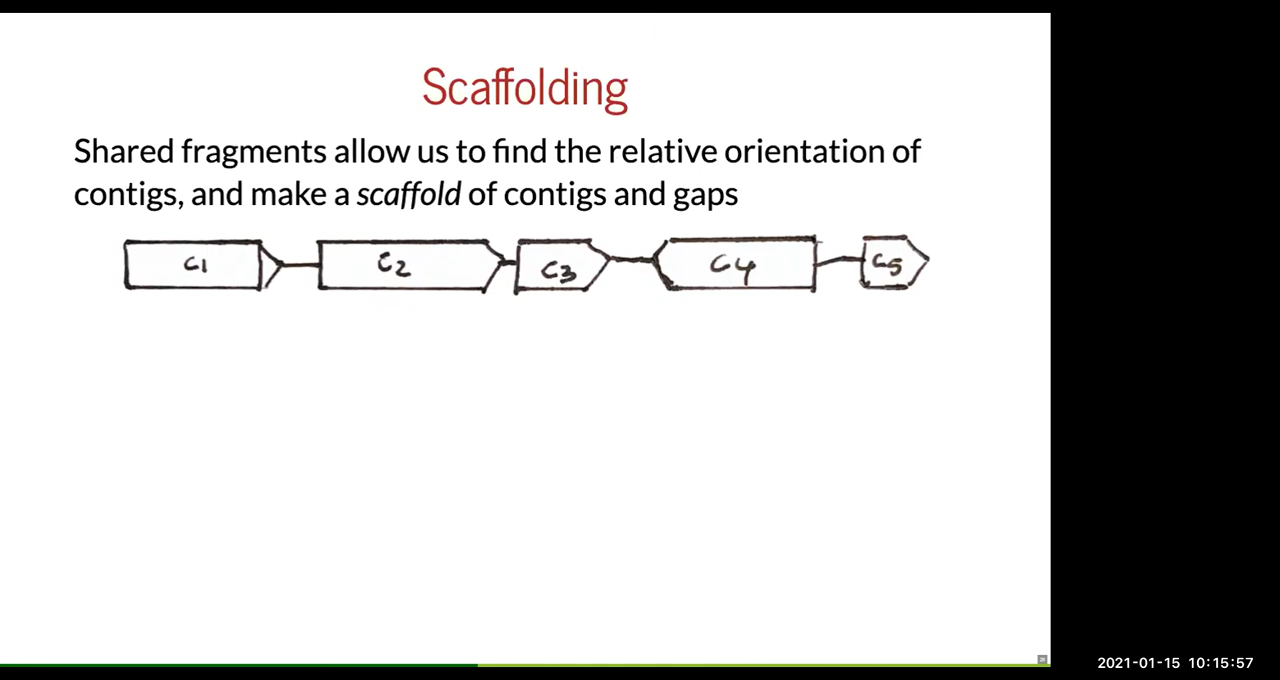 Scaffolding
Shared fragments allow us to find the relative orientation of
contigs, and make a scaffold of contigs and gaps
C1 C2 C3 C4 C5
2021-01-15 10:15:57